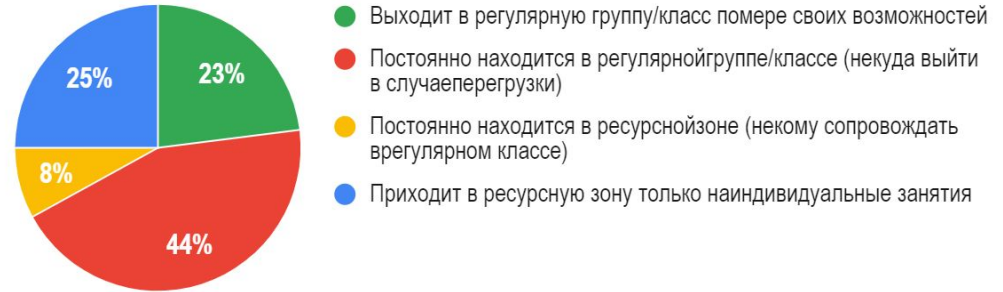 25%
23%
8%
44%
Выходит в регулярную группу/класс помере своих возможностей
Постоянно находится в регулярнойгруппе/классе (некуда выйти
в случаеперегрузки)
Постоянно находится в ресурснойзоне (некому сопровождать
врегулярном классе)
Приходит в ресурсную зону только наиндивидуальные занятия